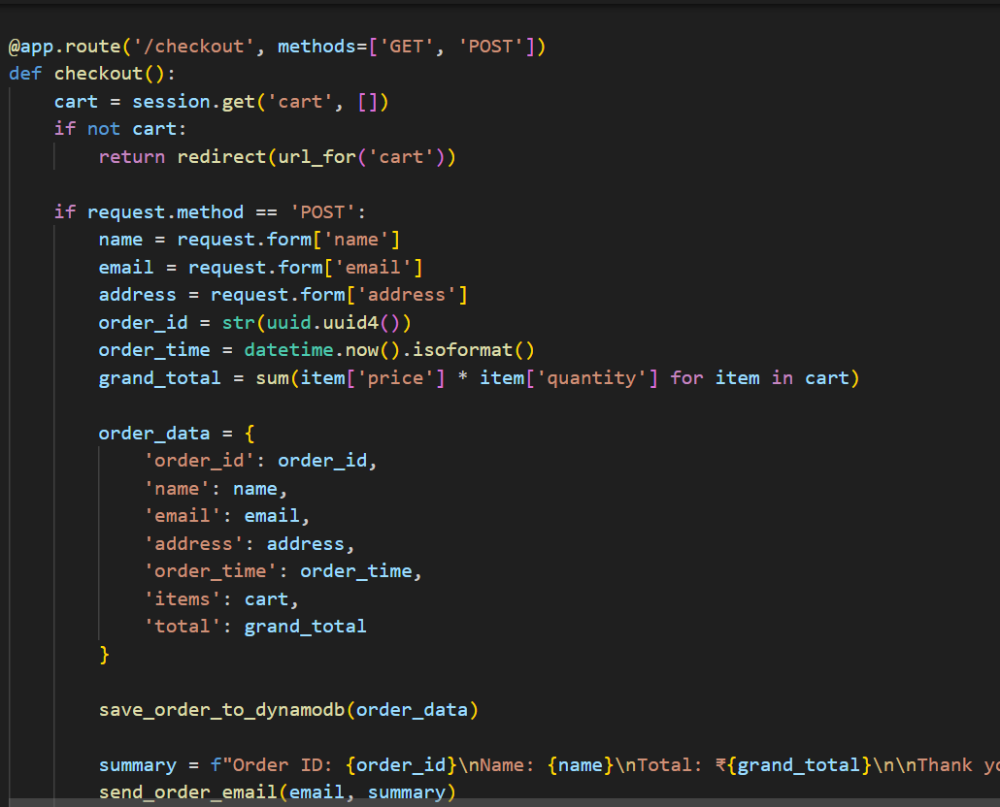 @app.route('/checkout', methods=['GET', 'POST'])
def checkout():
    cart = session.get('cart', [])
    if not cart:
        return redirect(url_for('cart'))

    if request.method == 'POST':
        name = request.form['name']
        email = request.form['email']
        address = request.form['address']
        order_id = str(uuid.uuid4())
        order_time = datetime.now().isoformat()
        grand_total = sum(item['price'] * item['quantity'] for item in cart)

        order_data = {
            'order_id': order_id,
            'name': name,
            'email': email,
            'address': address,
            'order_time': order_time,
            'items': cart,
            'total': grand_total
        }

        save_order_to_dynamodb(order_data)

        summary = f"Order ID: {order_id}\nName: {name}\nTotal: ₹{grand_total}\n\nThank yo
        send_order_email(email, summary)